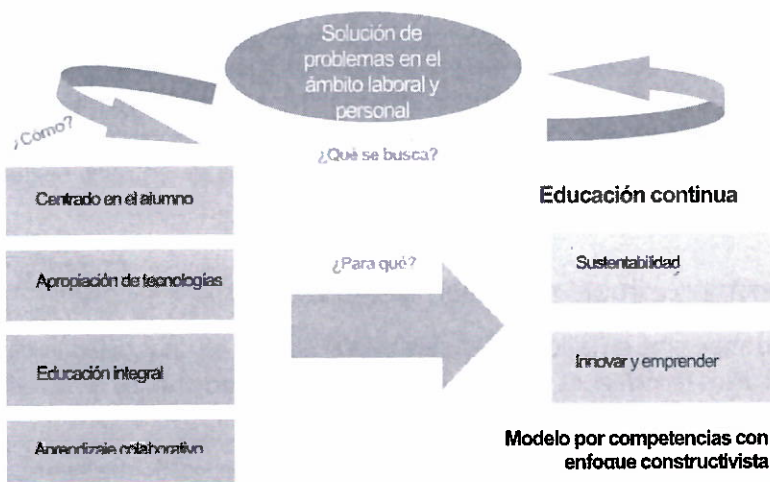 Solución de
problemas en el
ámbito laboral y
personal
¿Cómo?
¿Qué se busca?
Centrado en el alumno
Educación continua
Apropiación de tecnologías
¿Para qué?
Sustentabilidad
Educación integral
Innovar y emprender
Aprendizaje colaborativo
Modelo por competencias con
enfoque constructivista